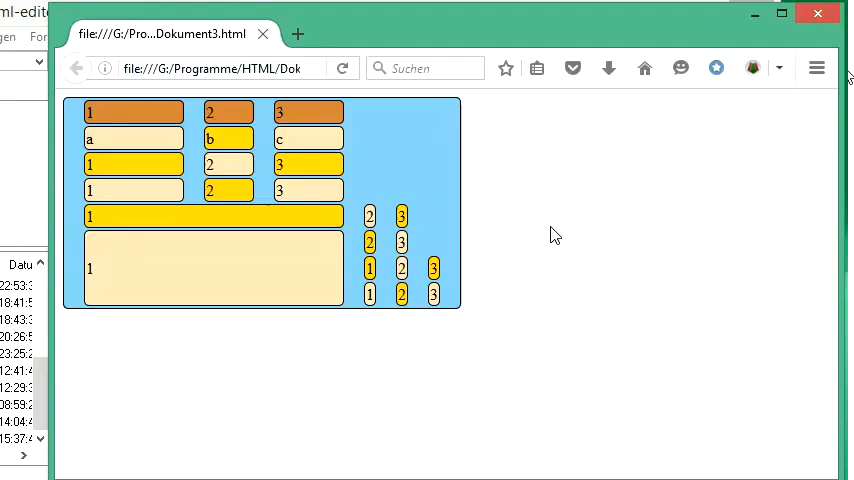 ml-edito
file:///G:/Pro...Dokument3.html
gen For
file:///G:/Programme/HTML/Dok
Suchen
1 2 3
a b c
1 2 3
1 2 3
1 2 3
2 3
1 1 2 3
1 2 3
Datu
22:53:3
18:41:5
18:43:3
20:26:5
23:25:2
12:41:4
12:29:3
08:59:2
14:04:4
15:37:4